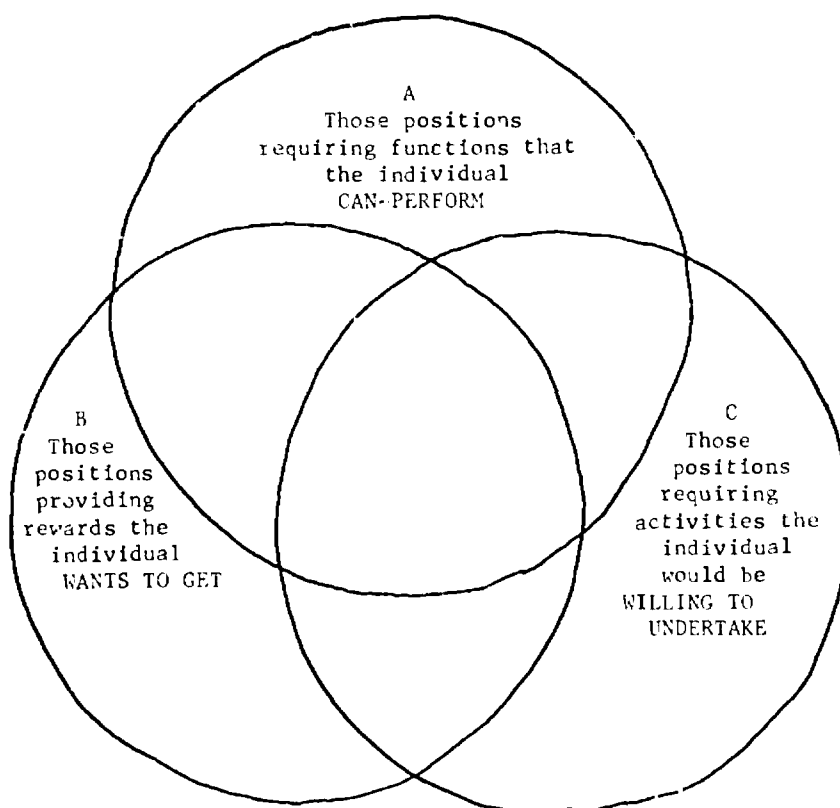 A
Those positions
requiring functions that
the individual
CAN-PERFORM
B
Those
positions
providing
rewards the
individual
WANTS TO GET
C
Those
positions
requiring
activities the
individual
would be
WILLING TO
UNDERTAKE